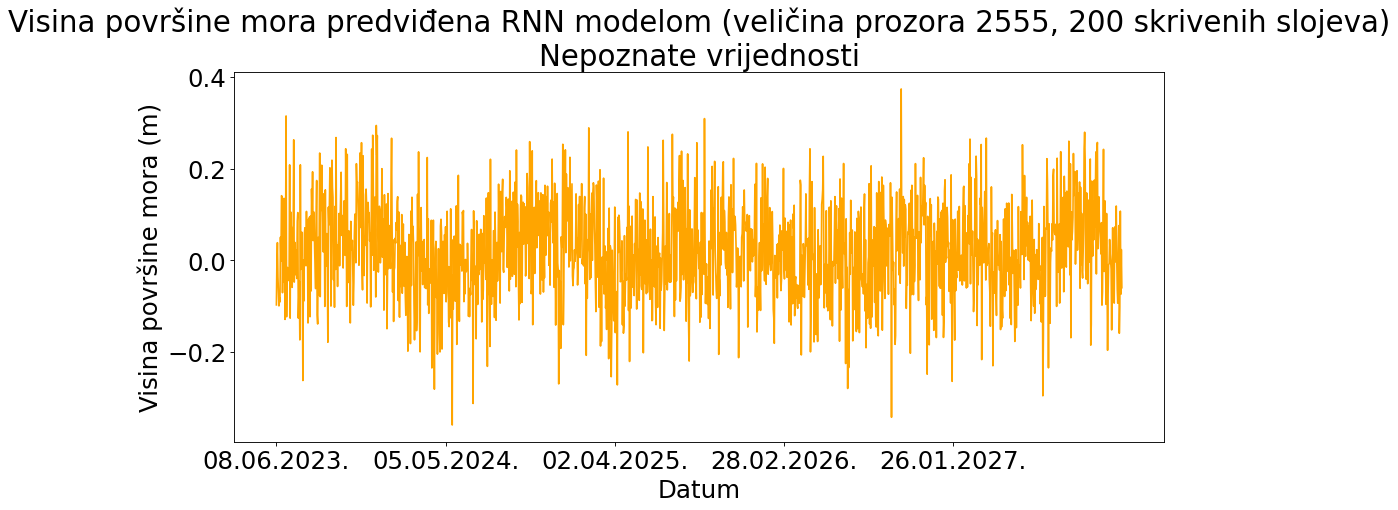 Visina površine mora predviđena RNN modelom (veličina prozora 2555, 200 skrivenih slojeva)
Nepoznate vrijednosti
Visina površine mora (m)
0.4
0.2
0.0
−0.2
08.06.2023. 05.05.2024. 02.04.2025. 28.02.2026. 26.01.2027.
Datum